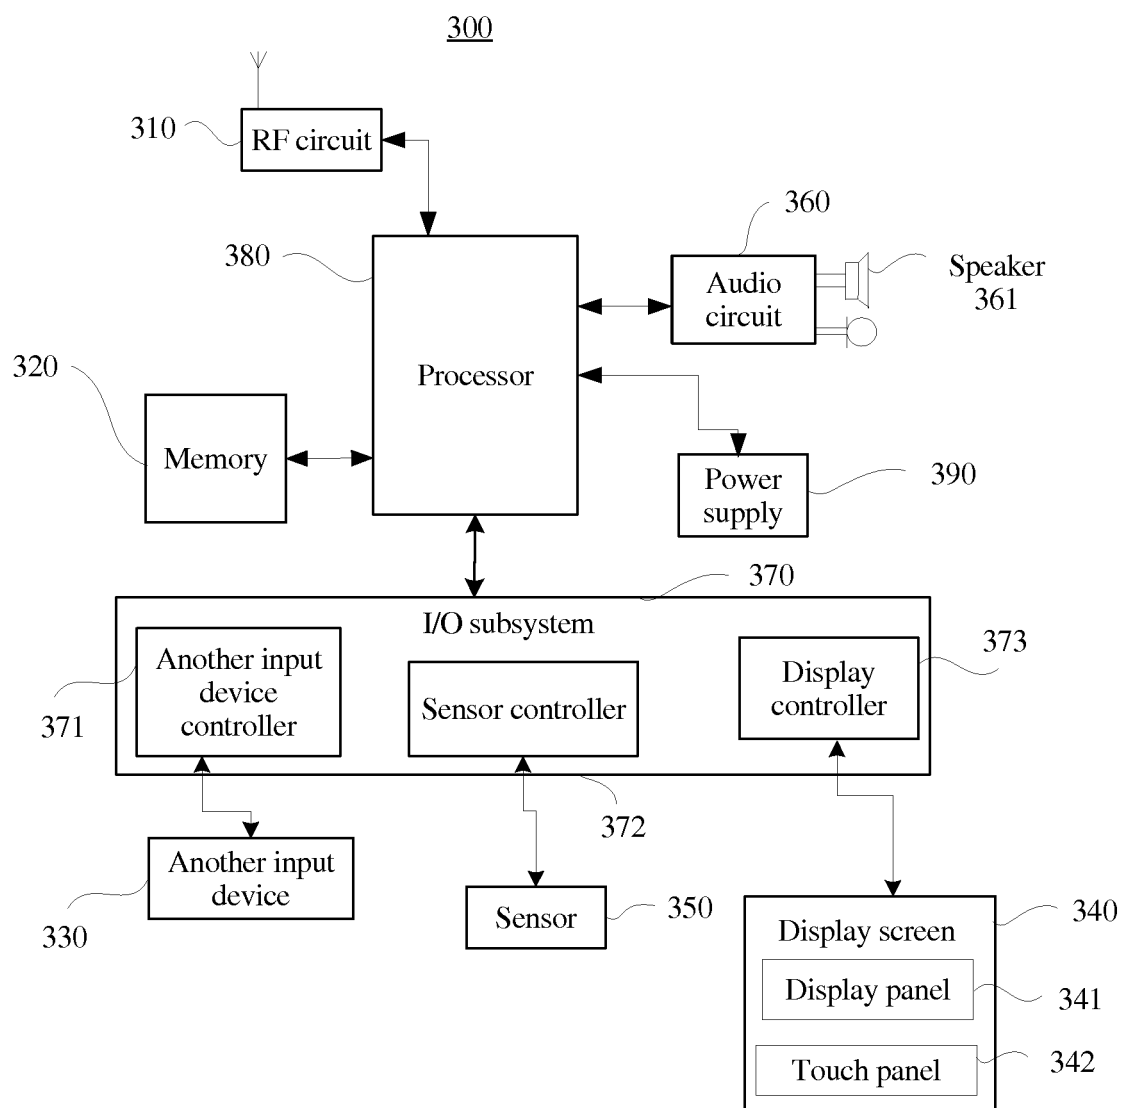 300
310
RF circuit
360
380
Audio
circuit
Speaker
361
320
Processor
Memory
Power
supply
390
370
I/O subsystem
373
Another input
device
controller
371
Sensor controller
Display
controller
372
Another input
device
330
Sensor
350
340
Display screen
Display panel
341
Touch panel
342